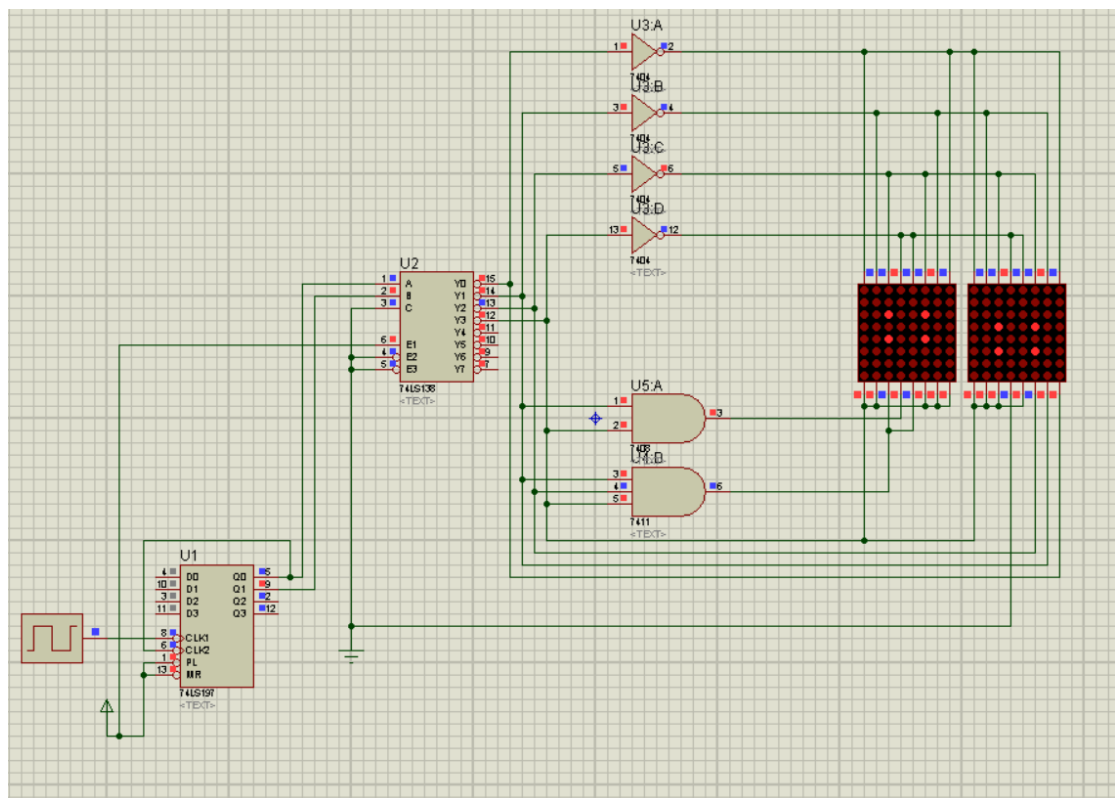 U3:A
1 2
7404
U3:B
3 4
7404
U3:C
5 6
7404
U3:D
13 12
7404
<TEXT>
U2
1 A Y0 15
2 B Y1 14
3 C Y2 13
Y3 12
Y4 11
6 E1 Y5 10
4 E2 Y6 9
5 E3 Y7 7
74LS138
<TEXT>
U5:A
1
3
2
7408
U4:B
3
4 6
5
7411
<TEXT>
U1
4 D0 Q0 5
10 D1 Q1 9
3 D2 Q2 2
11 D3 Q3 12
8 CLK1
6 CLK2
1 PL
13 MR
74LS197
<TEXT>